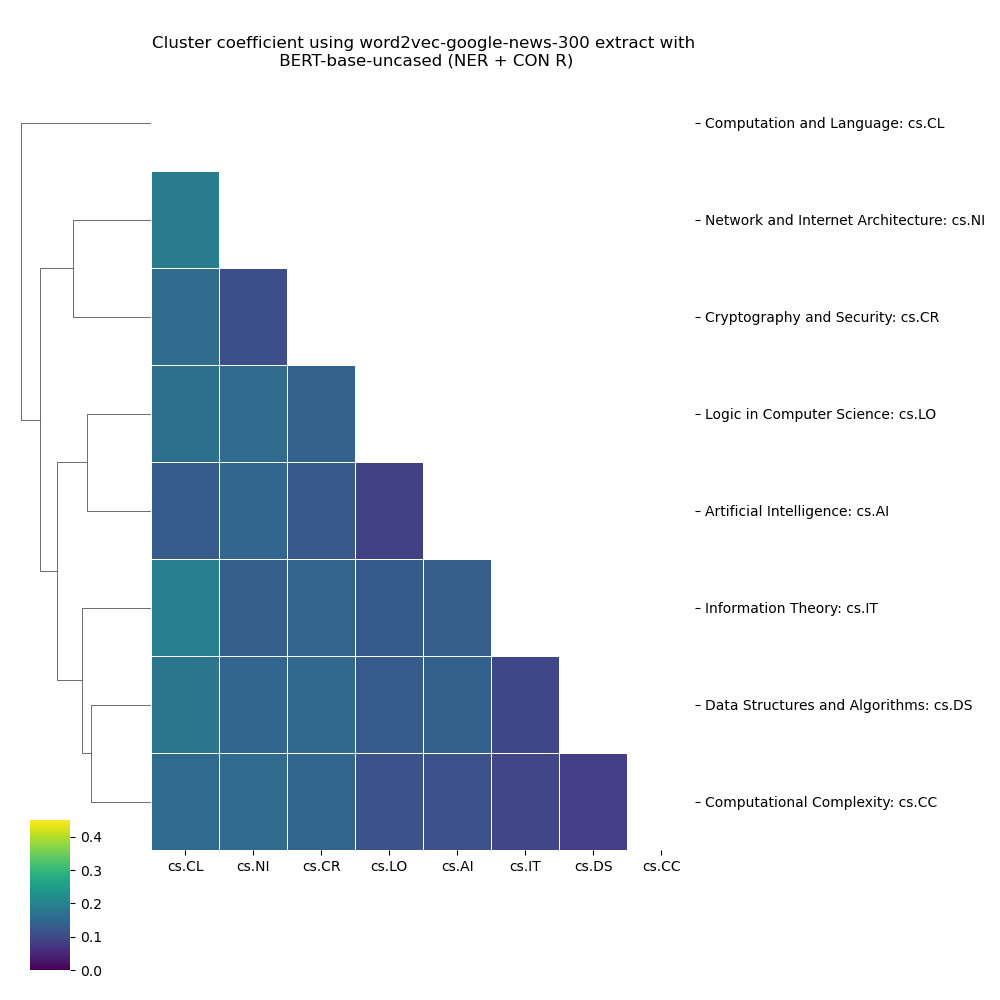 Cluster coefficient using word2vec-google-news-300 extract with
BERT-base-uncased (NER + CON R)
Computation and Language: cs.CL
Network and Internet Architecture: cs.NI
Cryptography and Security: cs.CR
Logic in Computer Science: cs.LO
Artificial Intelligence: cs.AI
Information Theory: cs.IT
Data Structures and Algorithms: cs.DS
Computational Complexity: cs.CC
cs.CL cs.NI cs.CR cs.LO cs.AI cs.IT cs.DS cs.CC
0.4
0.3
0.2
0.1
0.0